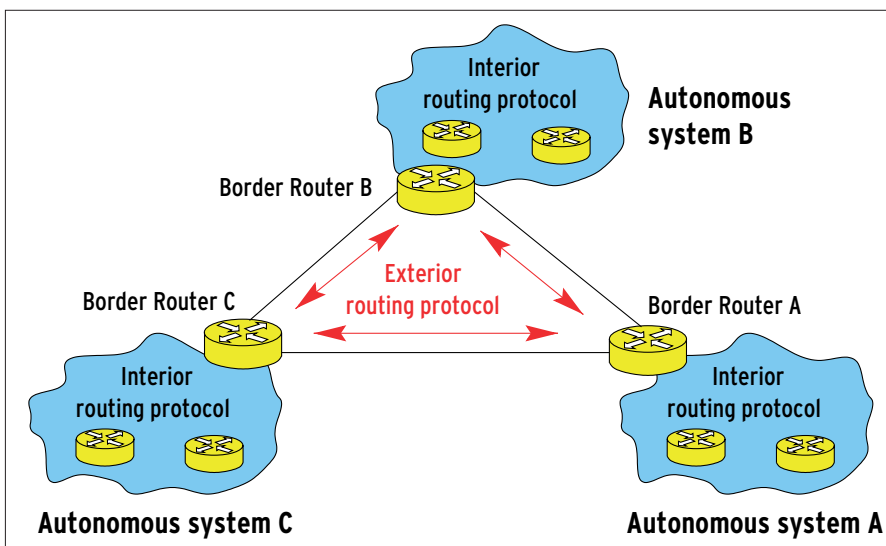 Interior
routing protocol
Autonomous
system B
Border Router B
Exterior
routing protocol
Border Router C
Border Router A
Interior
routing protocol
Interior
routing protocol
Autonomous system C
Autonomous system A